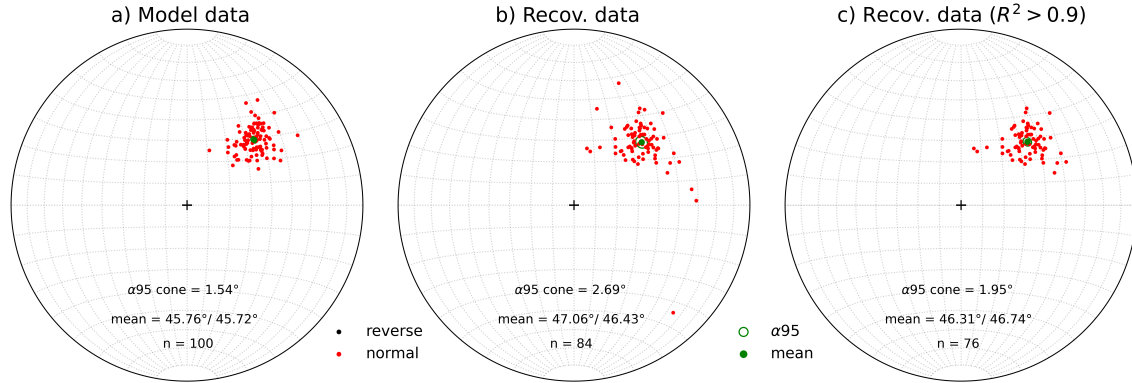 a) Model data
b) Recov. data
c) Recov. data (R² > 0.9)
α95 cone = 1.54°
mean = 45.76°/ 45.72°
n = 100
reverse
normal
α95 cone = 2.69°
mean = 47.06°/ 46.43°
n = 84
α95
mean
α95 cone = 1.95°
mean = 46.31°/ 46.74°
n = 76